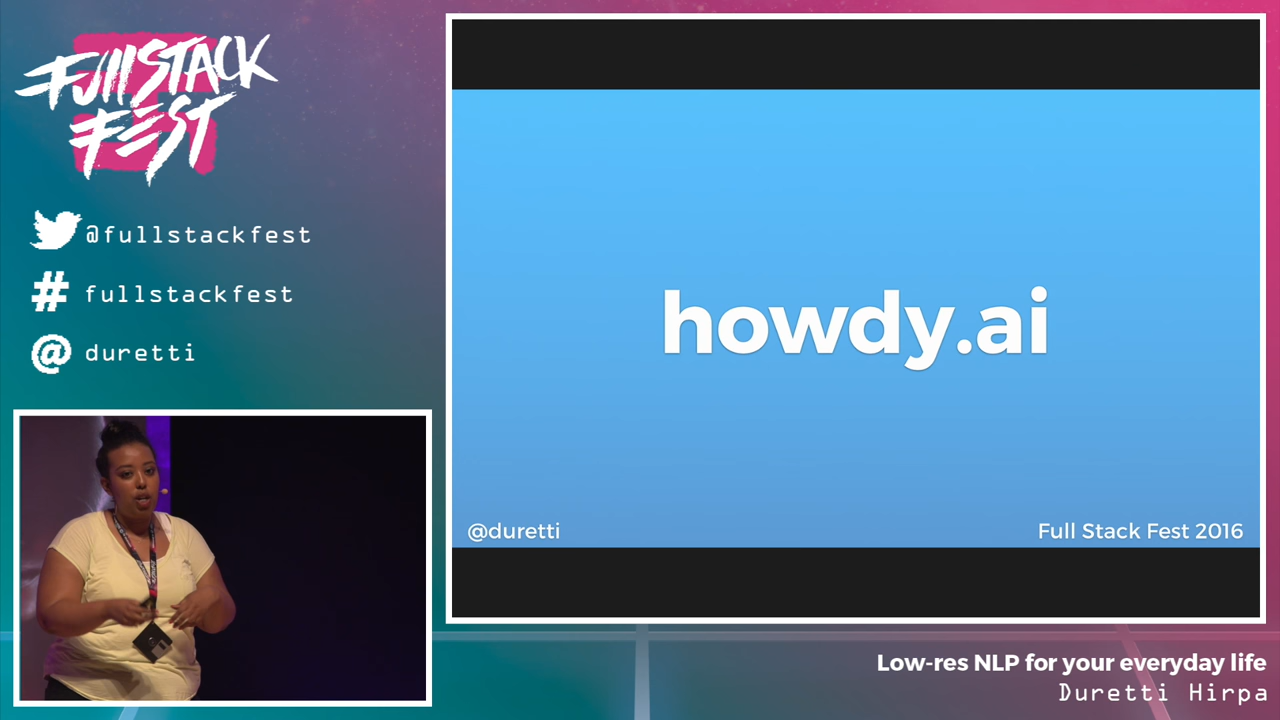 FullSTACK
FEST
@fullstackfest
# fullstackfest
@ duretti
howdy.ai
@duretti
Full Stack Fest 2016
Low-res NLP for your everyday life
Duretti Hirpa